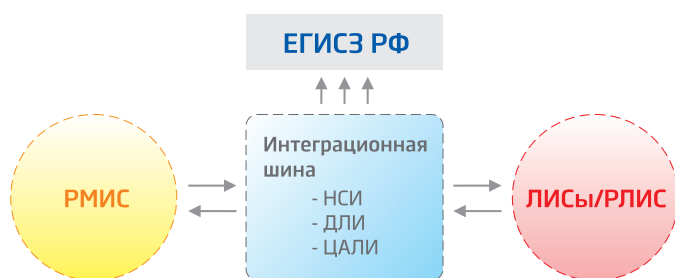 ЕГИСЗ РФ
Интеграционная
шина
- НСИ
- ДЛИ
- ЦАЛИ
РМИС
ЛИСы/РЛИС